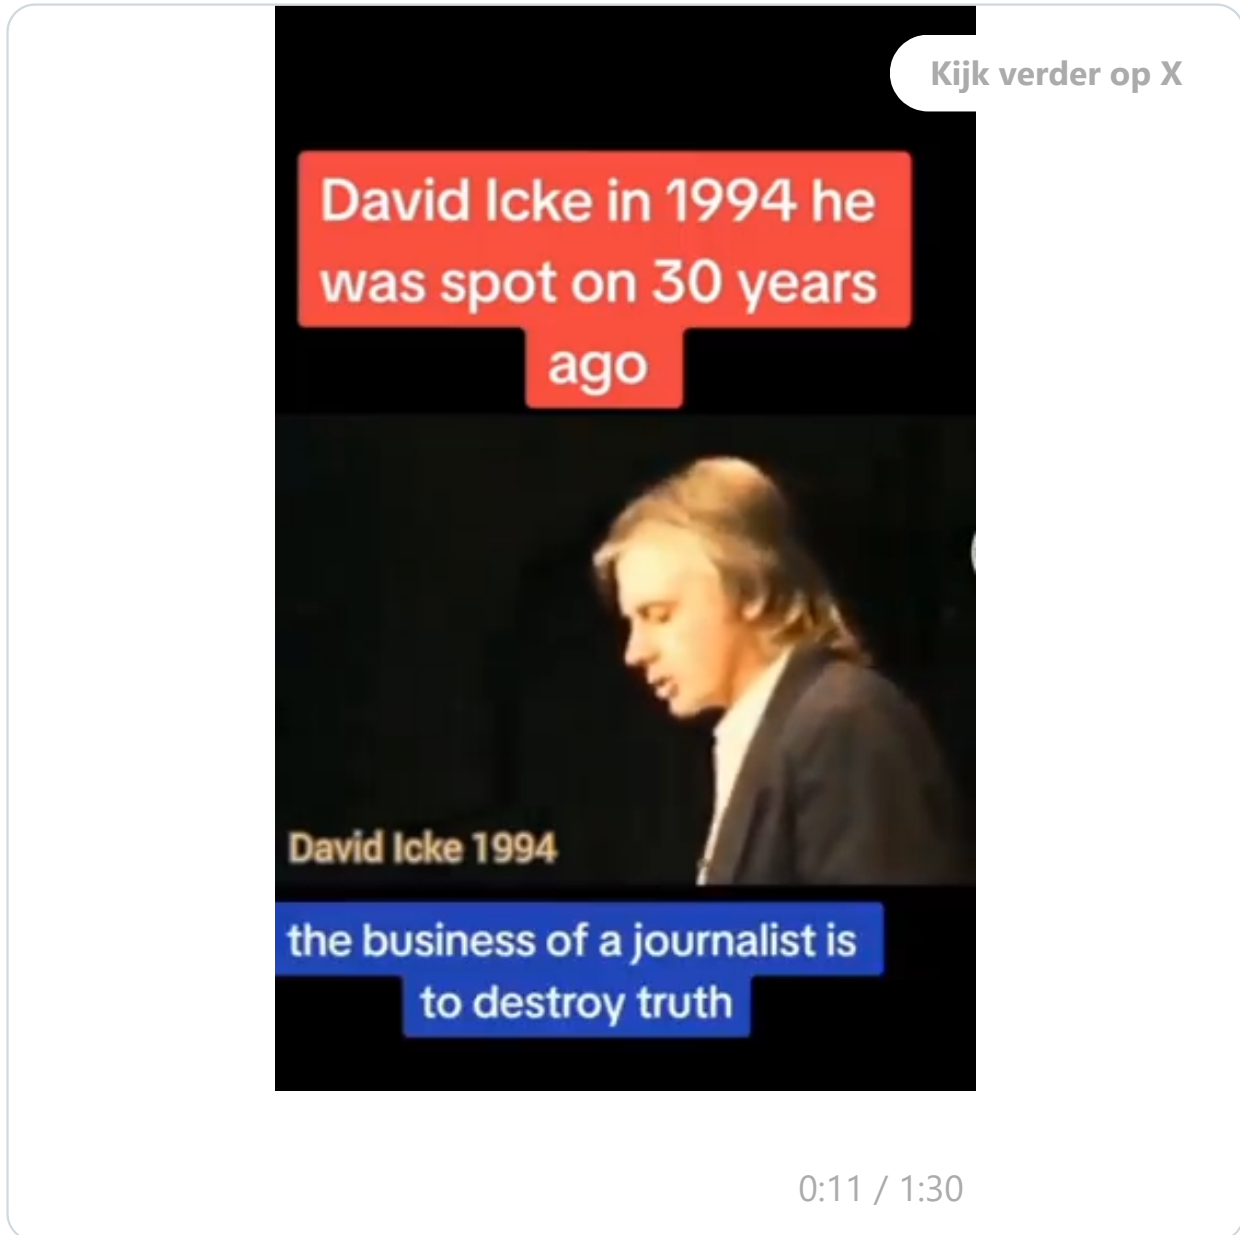 Kijk verder op X
David Icke in 1994 he
was spot on 30 years
ago
David Icke 1994
the business of a journalist is
to destroy truth
0:11 / 1:30